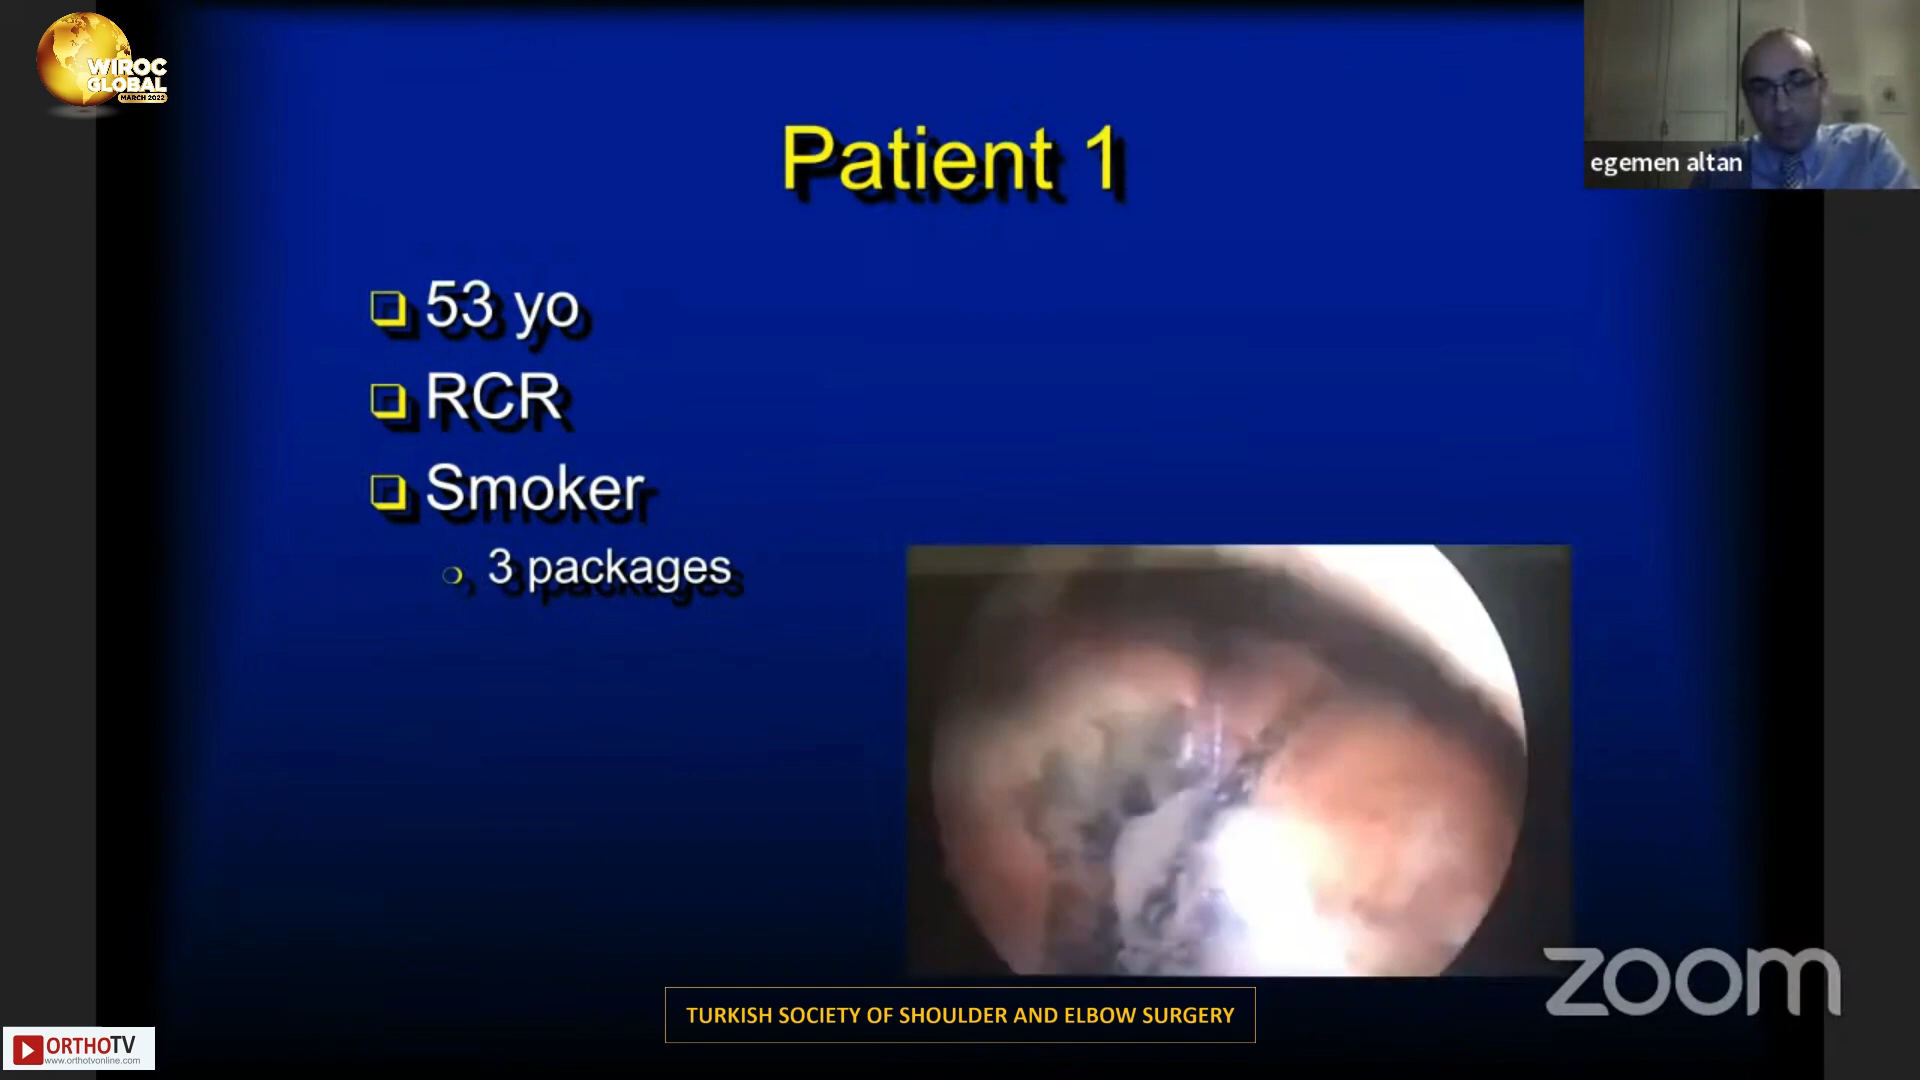 WIROC
GLOBAL
MARCH 2022
egemen altan
Patient 1
53 yo
RCR
Smoker
3 packages
TURKISH SOCIETY OF SHOULDER AND ELBOW SURGERY
zoom
ORTHOTV
www.orthotvonline.com